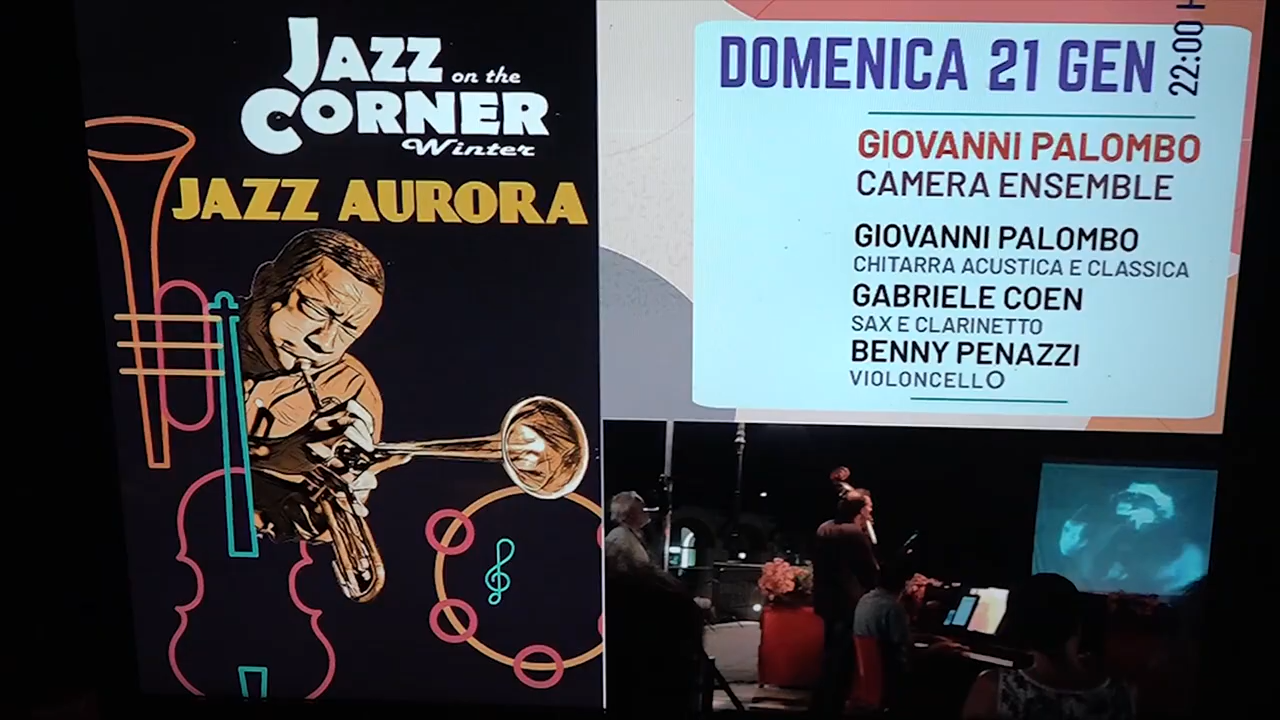 JAZZ on the
CORNER
Winter
JAZZ AURORA
DOMENICA 21 GEN
22:00 H
GIOVANNI PALOMBO
CAMERA ENSEMBLE
GIOVANNI PALOMBO
CHITARRA ACUSTICA E CLASSICA
GABRIELE COEN
SAX E CLARINETTO
BENNY PENAZZI
VIOLONCELLO